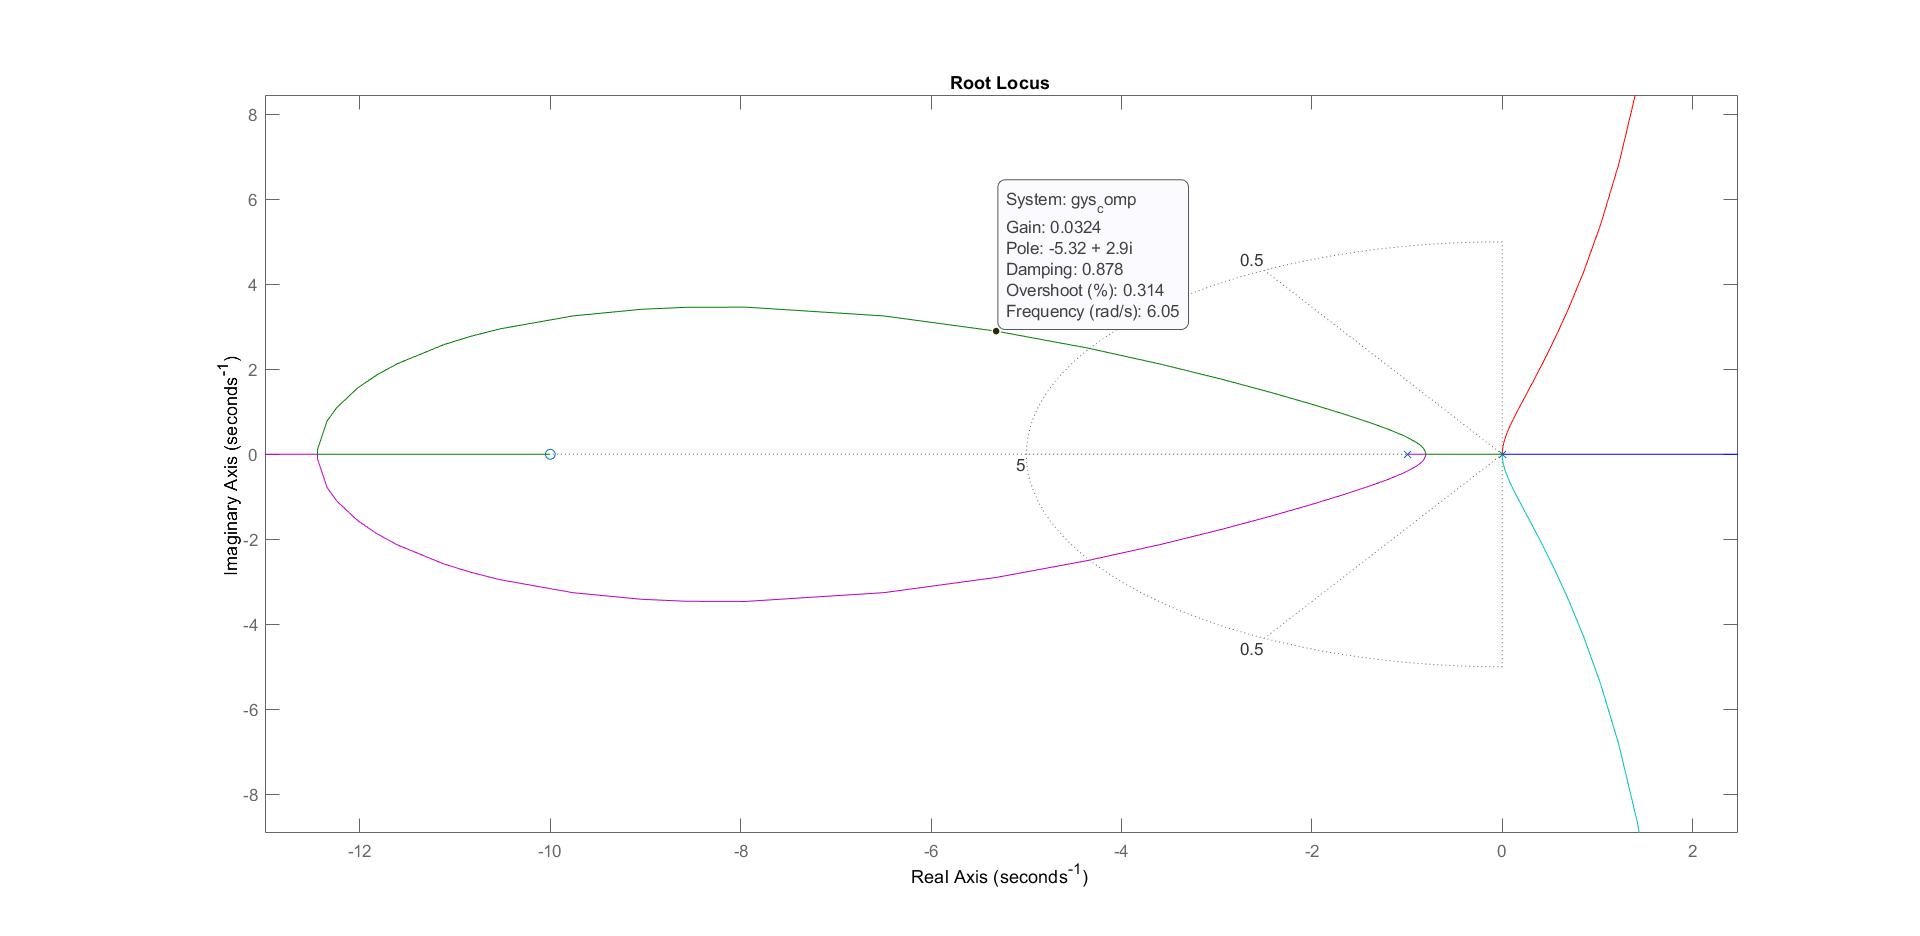 Root Locus
System: gys_comp
Gain: 0.0324
Pole: -5.32 + 2.9i
Damping: 0.878
Overshoot (%): 0.314
Frequency (rad/s): 6.05
0.5
5
0.5
8
6
4
2
0
-2
-4
-6
-8
Imaginary Axis (seconds^-1)
-12 -10 -8 -6 -4 -2 0 2
Real Axis (seconds^-1)